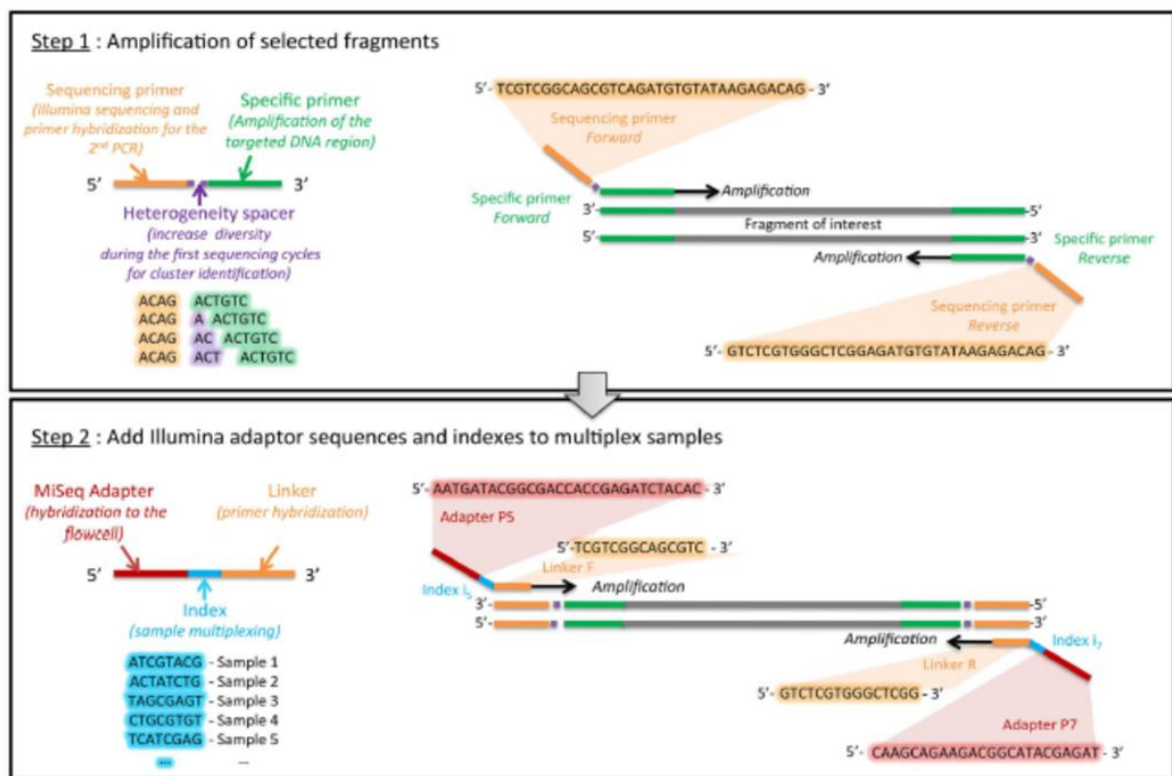 Step 1 : Amplification of selected fragments
Sequencing primer
(Illumina sequencing and
primer hybridization for the
2nd PCR)
Specific primer
(Amplification of the
targeted DNA region)
5' 3'
Heterogeneity spacer
(increase diversity
during the first sequencing cycles
for cluster identification)
ACAG ACTGTC
ACAG A ACTGTC
ACAG AC ACTGTC
ACAG ACT ACTGTC
5'- TCGTCGGCAGCGTCAGATGTGTATAAGAGACAG - 3'
Sequencing primer
Forward
Specific primer
Forward
Amplification
3'- -5'
Fragment of interest
5'- -3'
Amplification
Specific primer
Reverse
Sequencing primer
Reverse
5'- GTCTCGTGGGCTCGGAGATGTGTATAAGAGACAG - 3'
Step 2 : Add Illumina adaptor sequences and indexes to multiplex samples
MiSeq Adapter
(hybridization to the
flowcell)
Linker
(primer hybridization)
5' 3'
Index
(sample multiplexing)
ATCGTACG - Sample 1
ACTATCTG - Sample 2
TAGCGAGT - Sample 3
CTGCGTGT - Sample 4
TCATCGAG - Sample 5
... ...
5'- AATGATACGGCGACCACCGAGATCTACAC - 3'
Adapter P5
5'- TCGTCGGCAGCGTC - 3'
Linker F
Index i5
Amplification
3'- -5'
5'- -3'
Amplification
Index i7
Linker R
5'- GTCTCGTGGGCTCGG - 3'
Adapter P7
5'- CAAGCAGAAGACGGCATACGAGAT - 3'